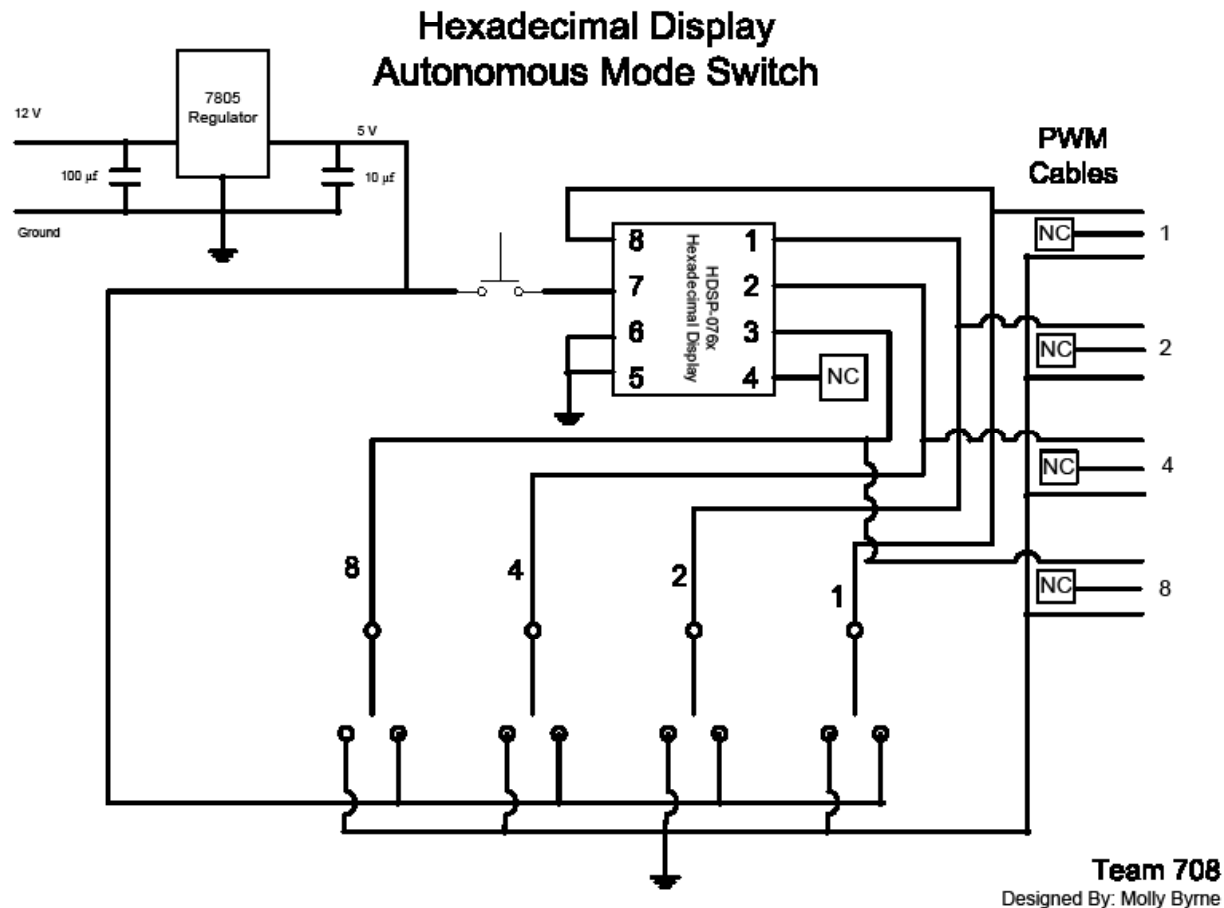 Hexadecimal Display
Autonomous Mode Switch
7805
Regulator
12 V
5 V
100 µf
10 µf
Ground
PWM
Cables
HDSP-076x
Hexadecimal Display
8
1
7
2
6
3
5
4
NC
NC
1
NC
2
NC
4
NC
8
8
4
2
1
Team 708
Designed By: Molly Byrne